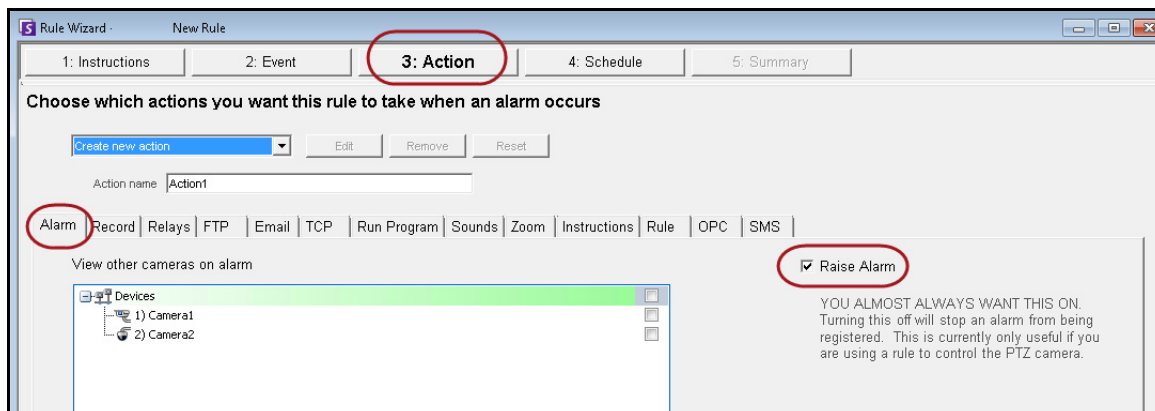 Rule Wizard - New Rule
1: Instructions 2: Event 3: Action 4: Schedule 5: Summary
Choose which actions you want this rule to take when an alarm occurs
Create new action Edit Remove Reset
Action name Action1
Alarm Record Relays FTP Email TCP Run Program Sounds Zoom Instructions Rule OPC SMS
View other cameras on alarm
Raise Alarm
Devices
1) Camera1
2) Camera2
YOU ALMOST ALWAYS WANT THIS ON.
Turning this off will stop an alarm from being
registered. This is currently only useful if you
are using a rule to control the PTZ camera.